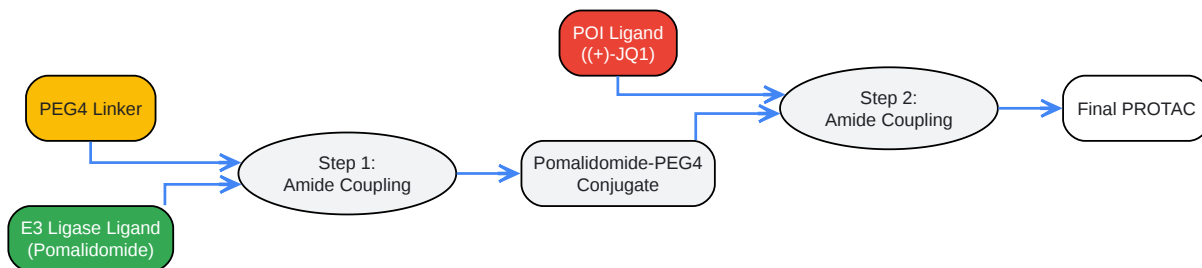 POI Ligand
((+)-JQ1)
PEG4 Linker
Step 2:
Amide Coupling
Final PROTAC
Step 1:
Amide Coupling
Pomalidomide-PEG4
Conjugate
E3 Ligase Ligand
(Pomalidomide)